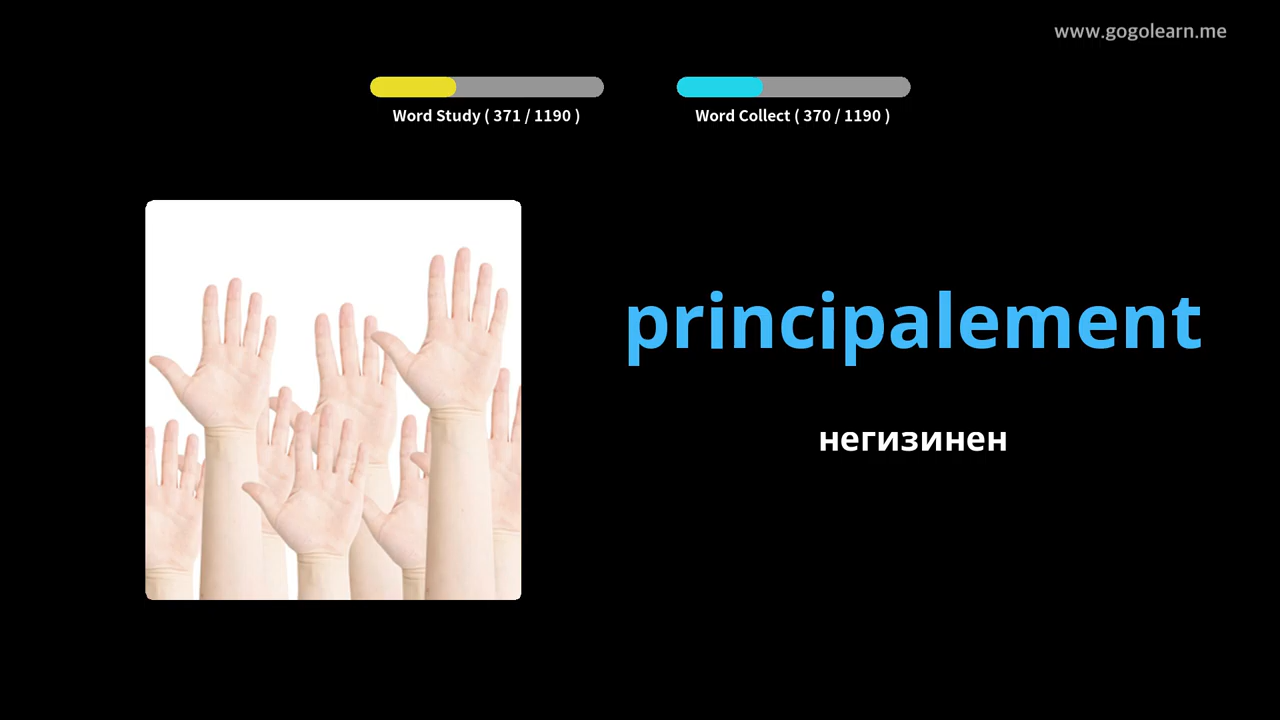 www.gogolearn.me
Word Study ( 371 / 1190 )
Word Collect ( 370 / 1190 )
principalement
негизинен